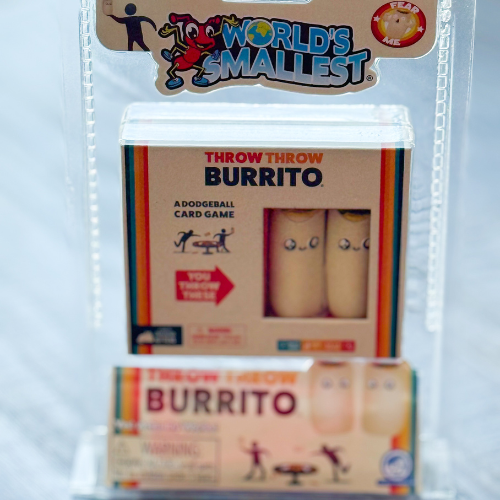 FEAR
ME
WORLD'S
SMALLEST®
THROW THROW
BURRITO
A DODGEBALL
CARD GAME
YOU
THROW
THESE
THROW THROW
BURRITO
WARNING